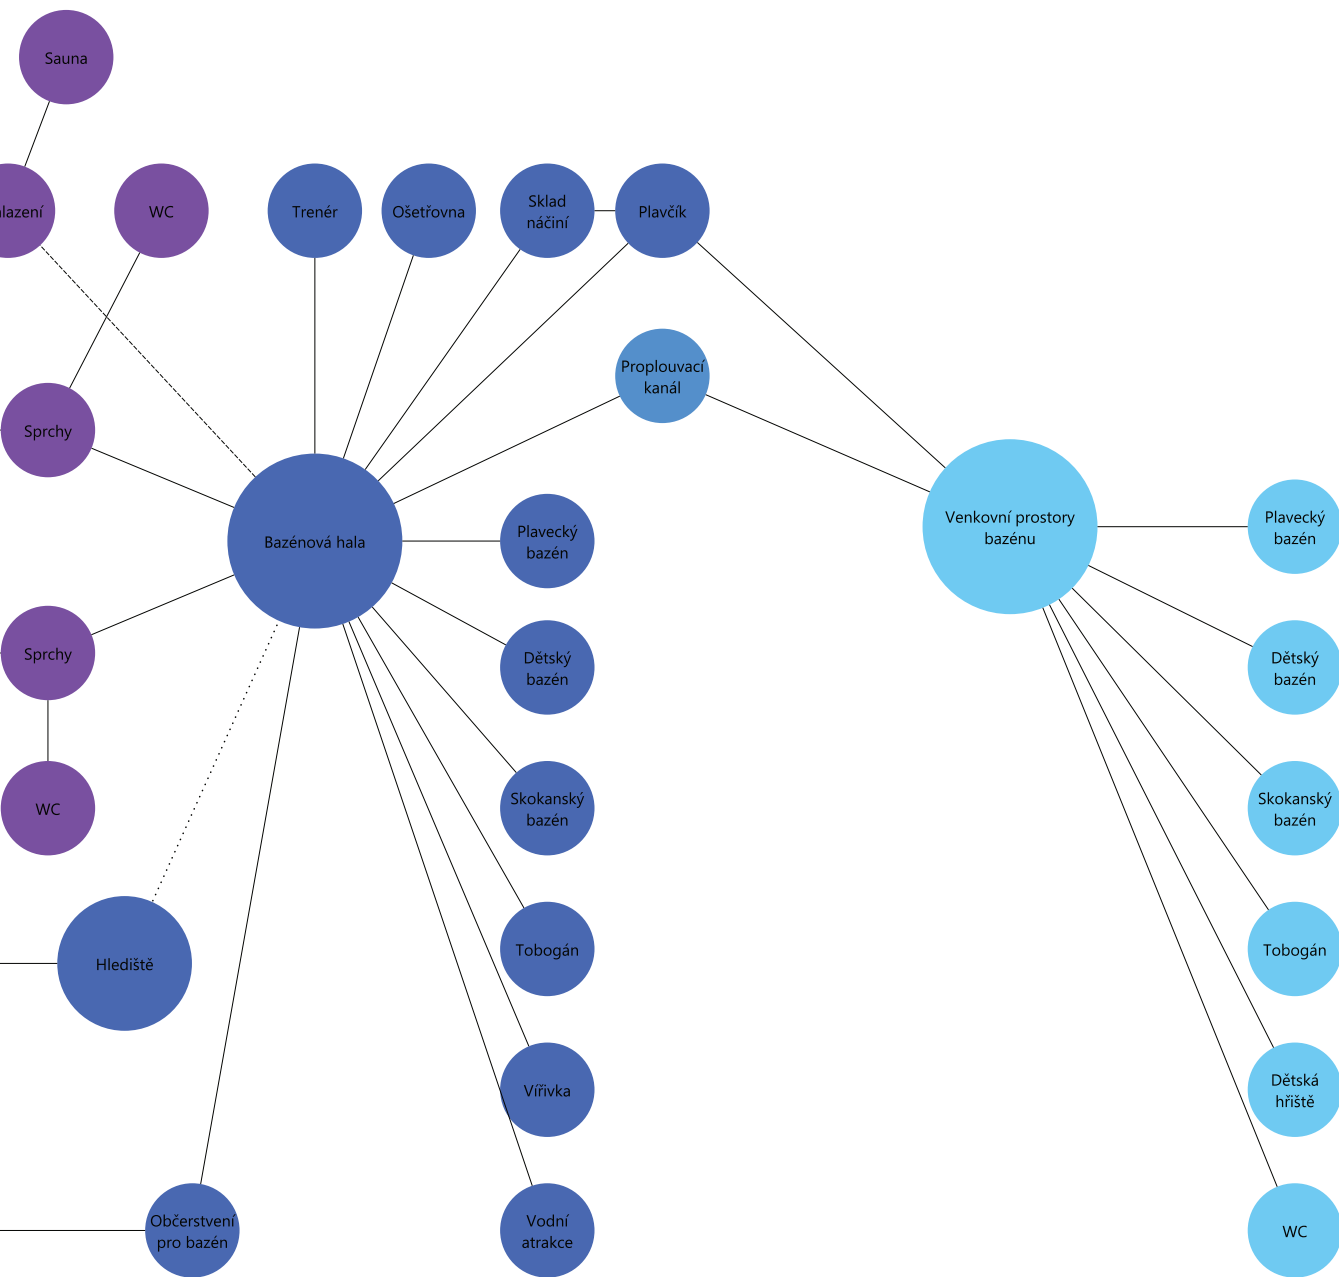 Sauna
WC
Trenér
Ošetřovna
Sklad
náčiní
Plavčík
Proplouvací
kanál
Sprchy
Bazénová hala
Plavecký
bazén
Venkovní prostory
bazénu
Plavecký
bazén
Sprchy
Dětský
bazén
Dětský
bazén
WC
Skokanský
bazén
Skokanský
bazén
Hlediště
Tobogán
Tobogán
Vířivka
Dětská
hřiště
Občerstvení
pro bazén
Vodní
atrakce
WC